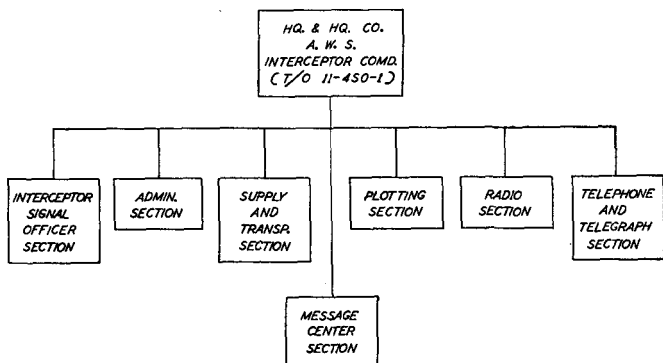 HQ. & HQ. CO.
A. W. S.
INTERCEPTOR COMD.
(T/O 11-450-1)
INTERCEPTOR
SIGNAL
OFFICER
SECTION
ADMIN.
SECTION
SUPPLY
AND
TRANSP.
SECTION
PLOTTING
SECTION
RADIO
SECTION
TELEPHONE
AND
TELEGRAPH
SECTION
MESSAGE
CENTER
SECTION